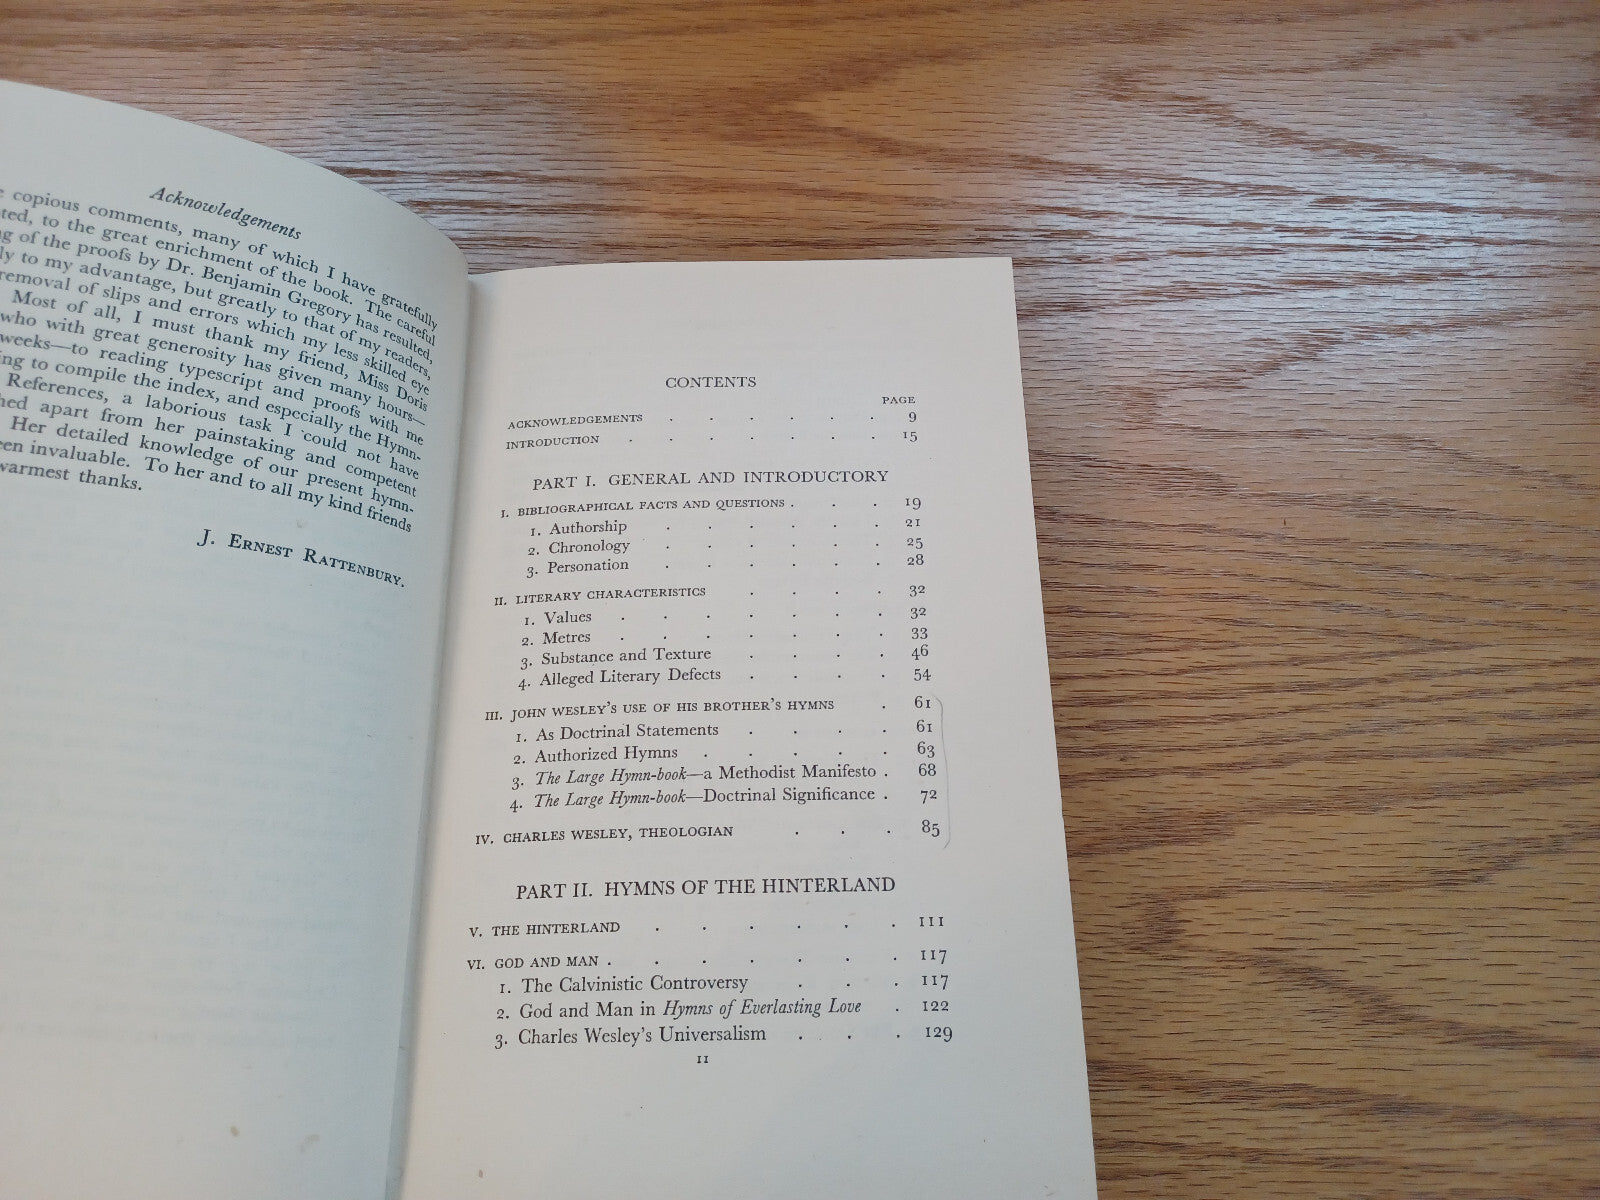 Acknowledgements
copious comments, many of which I have gratefully
to the great enrichment of the book. The careful
of the proofs by Dr. Benjamin Gregory has resulted,
to my advantage, but greatly to that of my readers,
removal of slips and errors which my less skilled eye
Most of all, I must thank my friend, Miss Doris
who with great generosity has given many hours—
weeks—to reading typescript and proofs with me
to compile the index, and especially the Hymn-
References, a laborious task I could not have
apart from her painstaking and competent
Her detailed knowledge of our present hymn-
invaluable. To her and to all my kind friends
warmest thanks.
J. Ernest Rattenbury.
CONTENTS
PAGE
ACKNOWLEDGEMENTS . . . . . . 9
INTRODUCTION . . . . . . . 15
PART I. GENERAL AND INTRODUCTORY
I. BIBLIOGRAPHICAL FACTS AND QUESTIONS . . . 19
1. Authorship . . . . . . 21
2. Chronology . . . . . . 25
3. Personation . . . . . . 28
II. LITERARY CHARACTERISTICS . . . . 32
1. Values . . . . . . . 32
2. Metres . . . . . . . 33
3. Substance and Texture . . . . 46
4. Alleged Literary Defects . . . . 54
III. JOHN WESLEY'S USE OF HIS BROTHER'S HYMNS . 61
1. As Doctrinal Statements . . . . 61
2. Authorized Hymns . . . . . 63
3. The Large Hymn-book—a Methodist Manifesto . 68
4. The Large Hymn-book—Doctrinal Significance . 72
IV. CHARLES WESLEY, THEOLOGIAN . . . 85
PART II. HYMNS OF THE HINTERLAND
V. THE HINTERLAND . . . . . . 111
VI. GOD AND MAN . . . . . . . 117
1. The Calvinistic Controversy . . . 117
2. God and Man in Hymns of Everlasting Love . 122
3. Charles Wesley's Universalism . . . 129
11